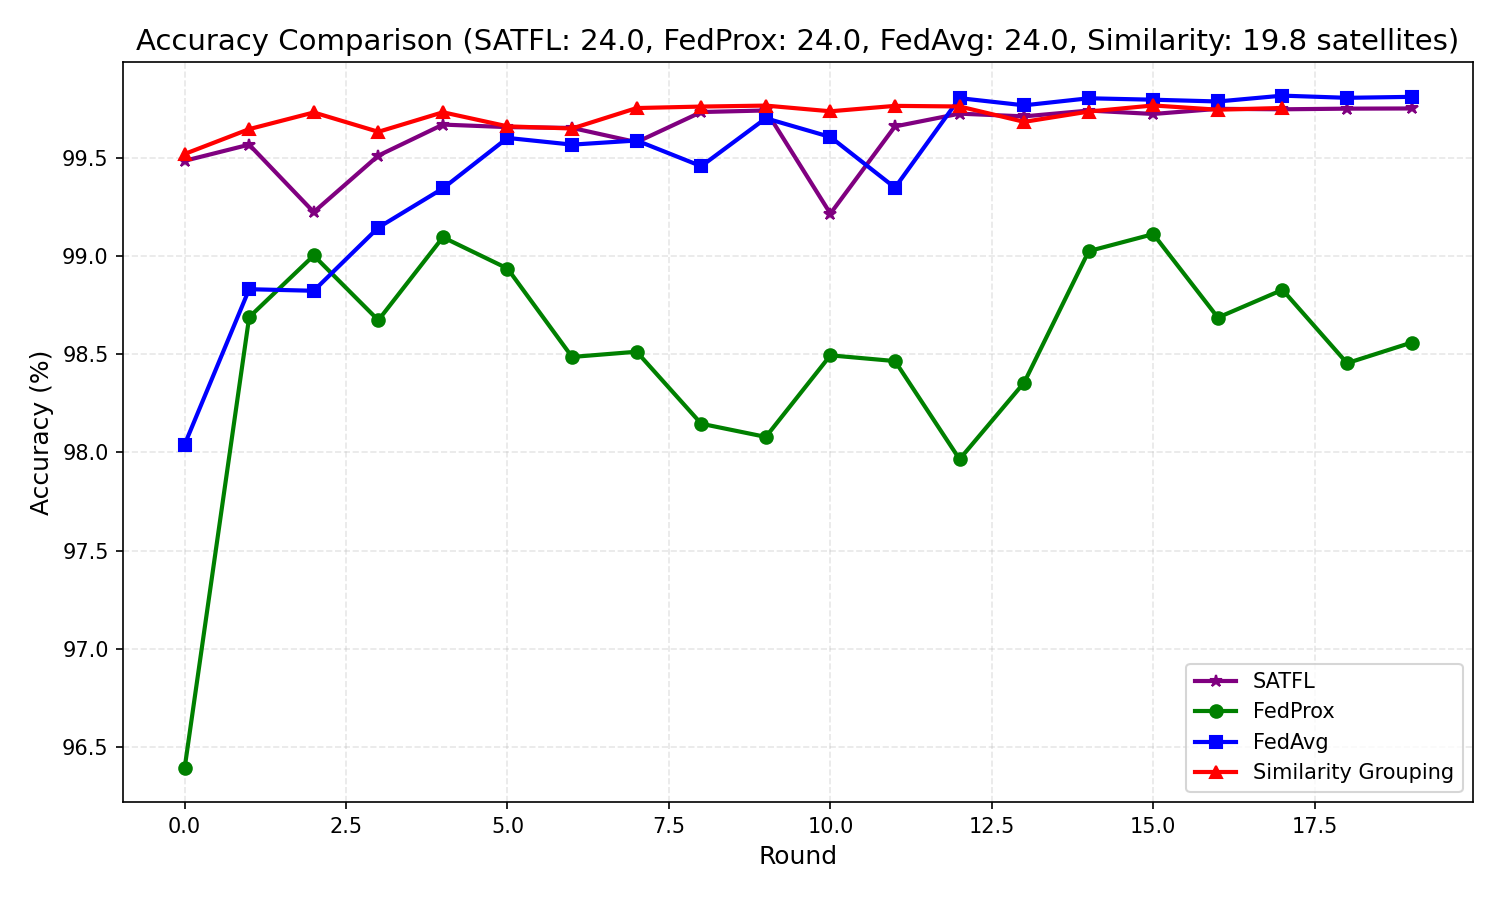 Accuracy Comparison (SATFL: 24.0, FedProx: 24.0, FedAvg: 24.0, Similarity: 19.8 satellites)
Accuracy (%)
99.5
99.0
98.5
98.0
97.5
97.0
96.5
0.0 2.5 5.0 7.5 10.0 12.5 15.0 17.5
Round
SATFL
FedProx
FedAvg
Similarity Grouping